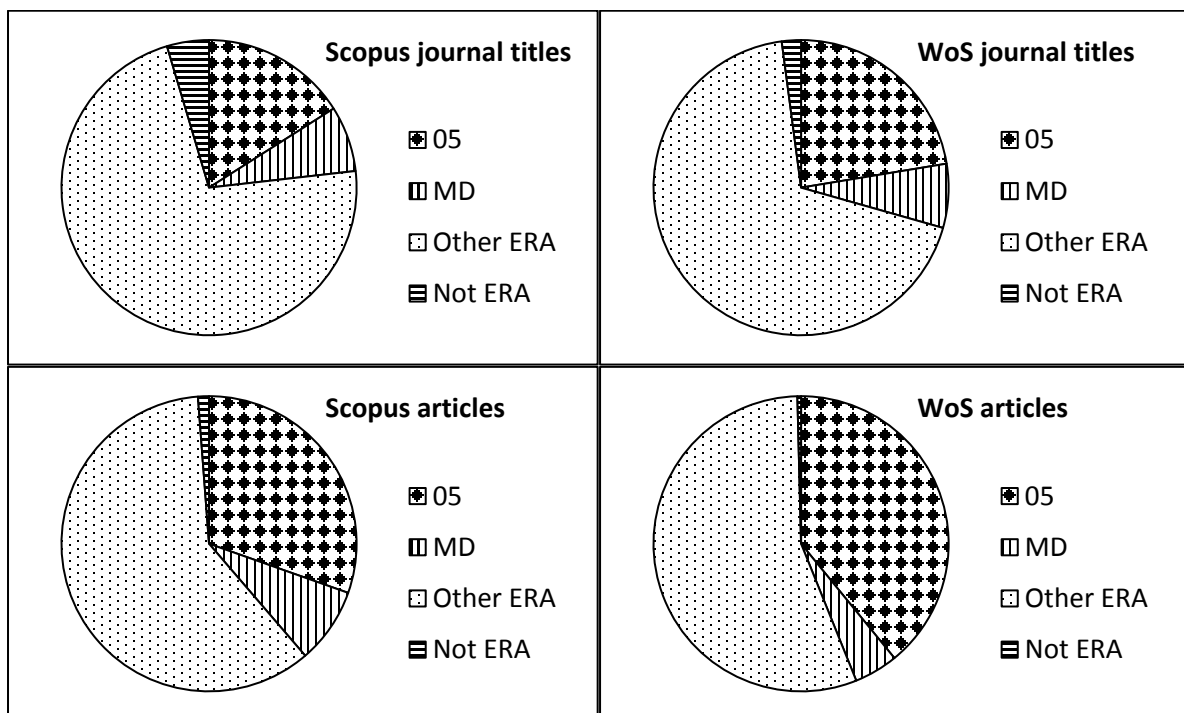 Scopus journal titles
05
MD
Other ERA
Not ERA
WoS journal titles
05
MD
Other ERA
Not ERA
Scopus articles
05
MD
Other ERA
Not ERA
WoS articles
05
MD
Other ERA
Not ERA